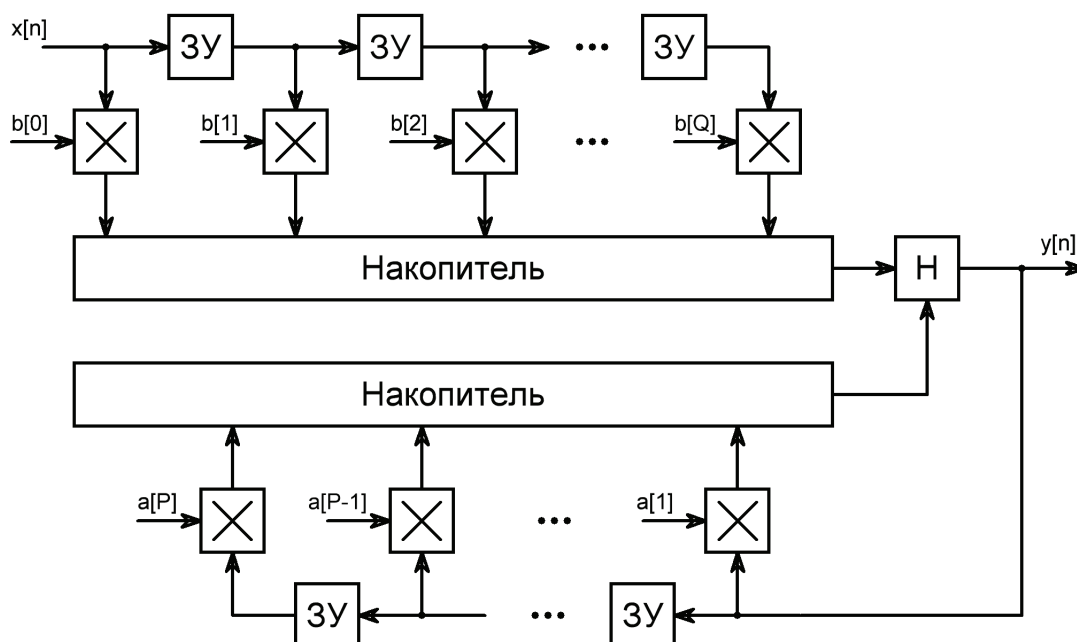 x[n]
ЗУ
ЗУ
ЗУ
b[0]
b[1]
b[2]
b[Q]
Накопитель
Н
y[n]
Накопитель
a[P]
a[P-1]
a[1]
ЗУ
ЗУ